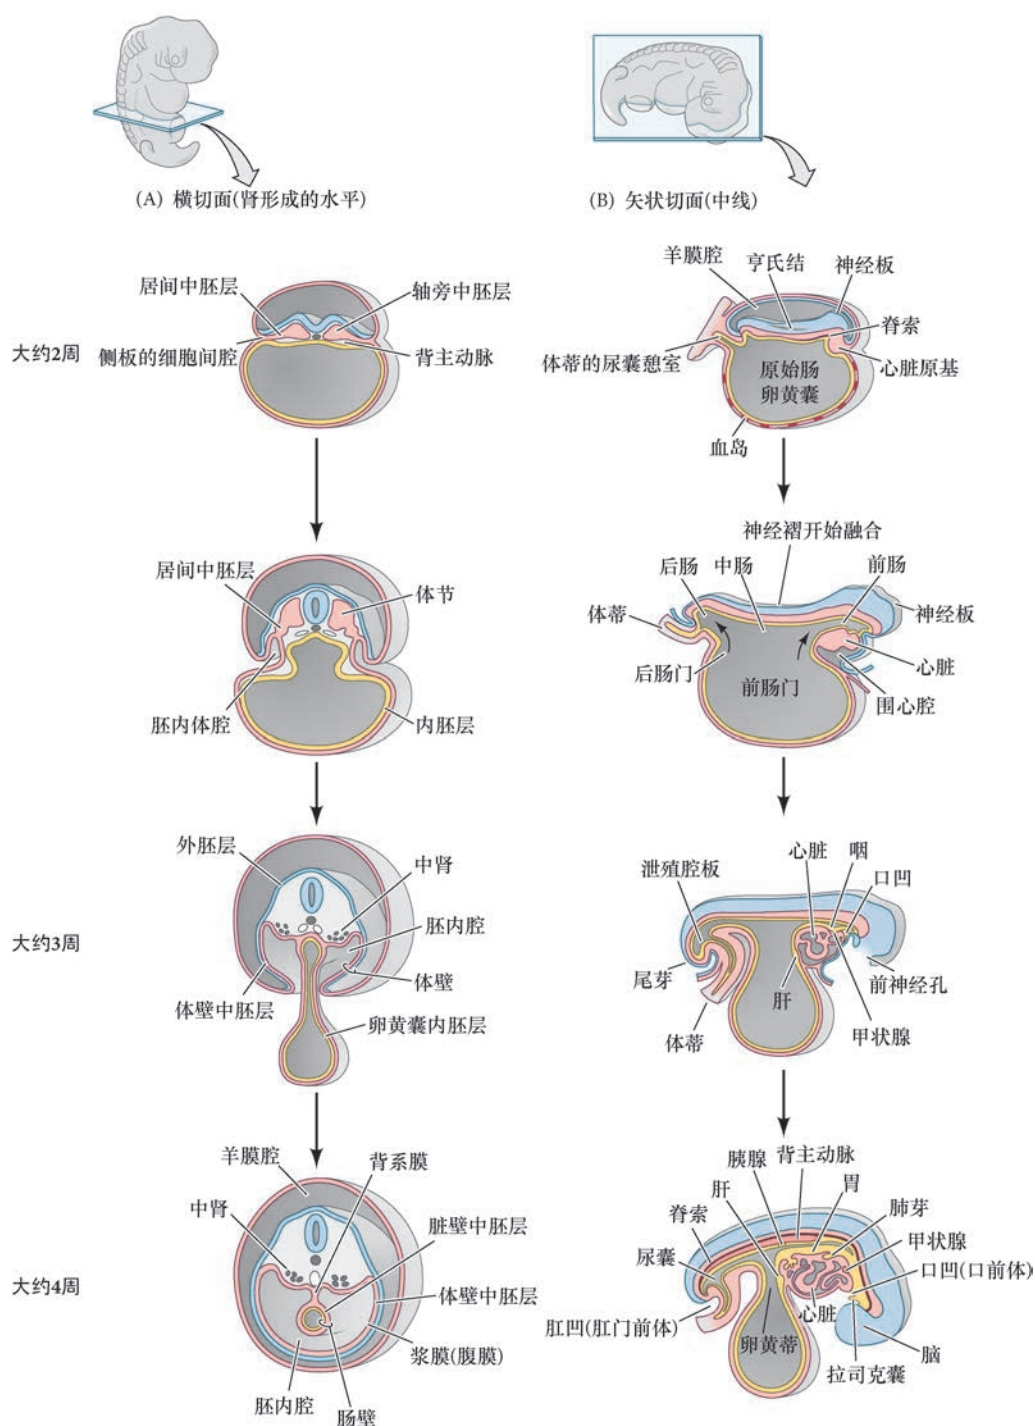 (A) 横切面(肾形成的水平)
(B) 矢状切面(中线)
大约2周
居间中胚层
轴旁中胚层
侧板的细胞间腔
背主动脉
羊膜腔
亨氏结
神经板
脊索
体蒂的尿囊憩室
原始肠
卵黄囊
心脏原基
血岛
居间中胚层
体节
胚内体腔
内胚层
神经褶开始融合
后肠
中肠
前肠
体蒂
神经板
后肠门
前肠门
心脏
围心腔
大约3周
外胚层
中肾
胚内腔
体壁
体壁中胚层
卵黄囊内胚层
心脏
咽
泄殖腔板
口凹
尾芽
肝
前神经孔
体蒂
甲状腺
大约4周
羊膜腔
背系膜
中肾
脏壁中胚层
体壁中胚层
浆膜(腹膜)
胚内腔
肠壁
胰腺
背主动脉
肝
胃
脊索
肺芽
尿囊
甲状腺
口凹(口前体)
肛凹(肛门前体)
心脏
卵黄蒂
脑
拉司克囊